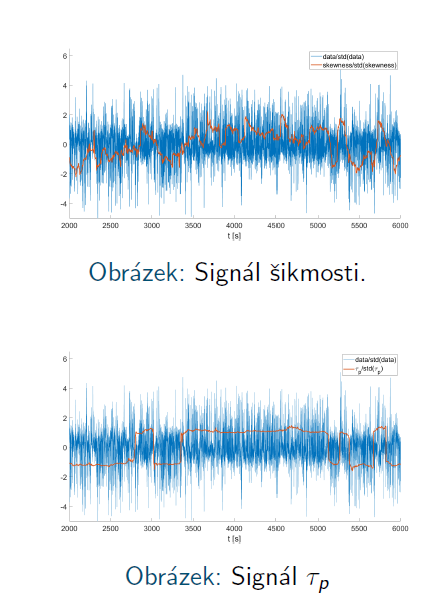 data/std(data)
skewness/std(skewness)
6
4
2
0
-2
-4
2000 2500 3000 3500 4000 4500 5000 5500 6000
t [s]
Obrázek: Signál šikmosti.
data/std(data)
τp/std(τp)
6
4
2
0
-2
-4
2000 2500 3000 3500 4000 4500 5000 5500 6000
t [s]
Obrázek: Signál τp